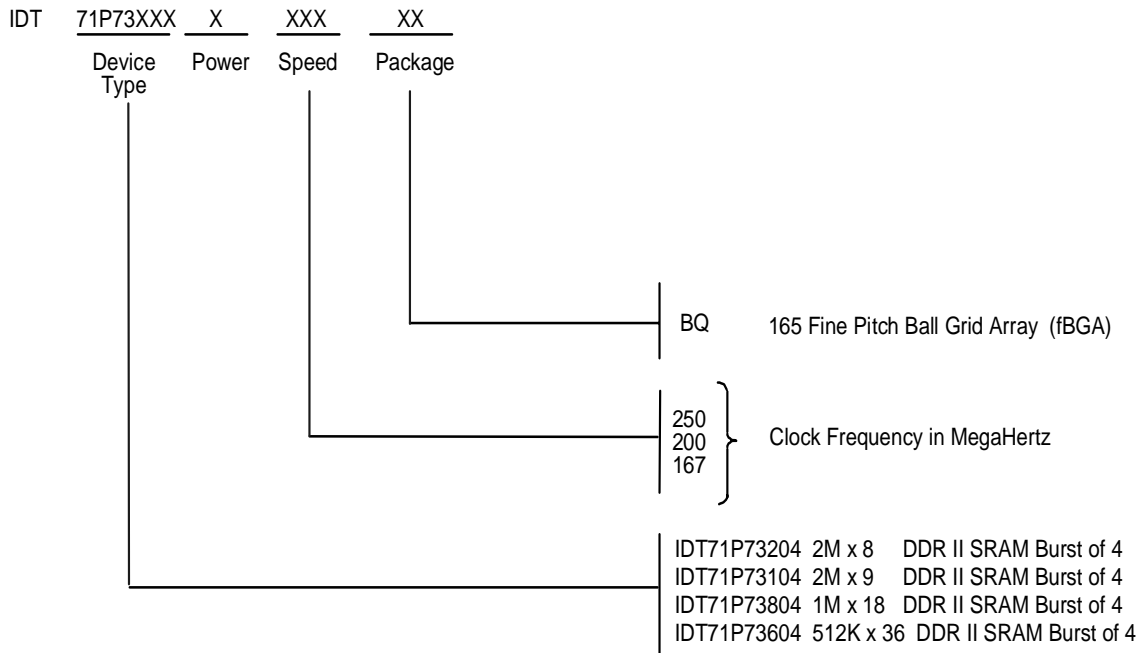 IDT 71P73XXX X XXX XX
Device Type Power Speed Package
BQ 165 Fine Pitch Ball Grid Array (fBGA)
250
200
167
Clock Frequency in MegaHertz
IDT71P73204 2M x 8 DDR II SRAM Burst of 4
IDT71P73104 2M x 9 DDR II SRAM Burst of 4
IDT71P73804 1M x 18 DDR II SRAM Burst of 4
IDT71P73604 512K x 36 DDR II SRAM Burst of 4